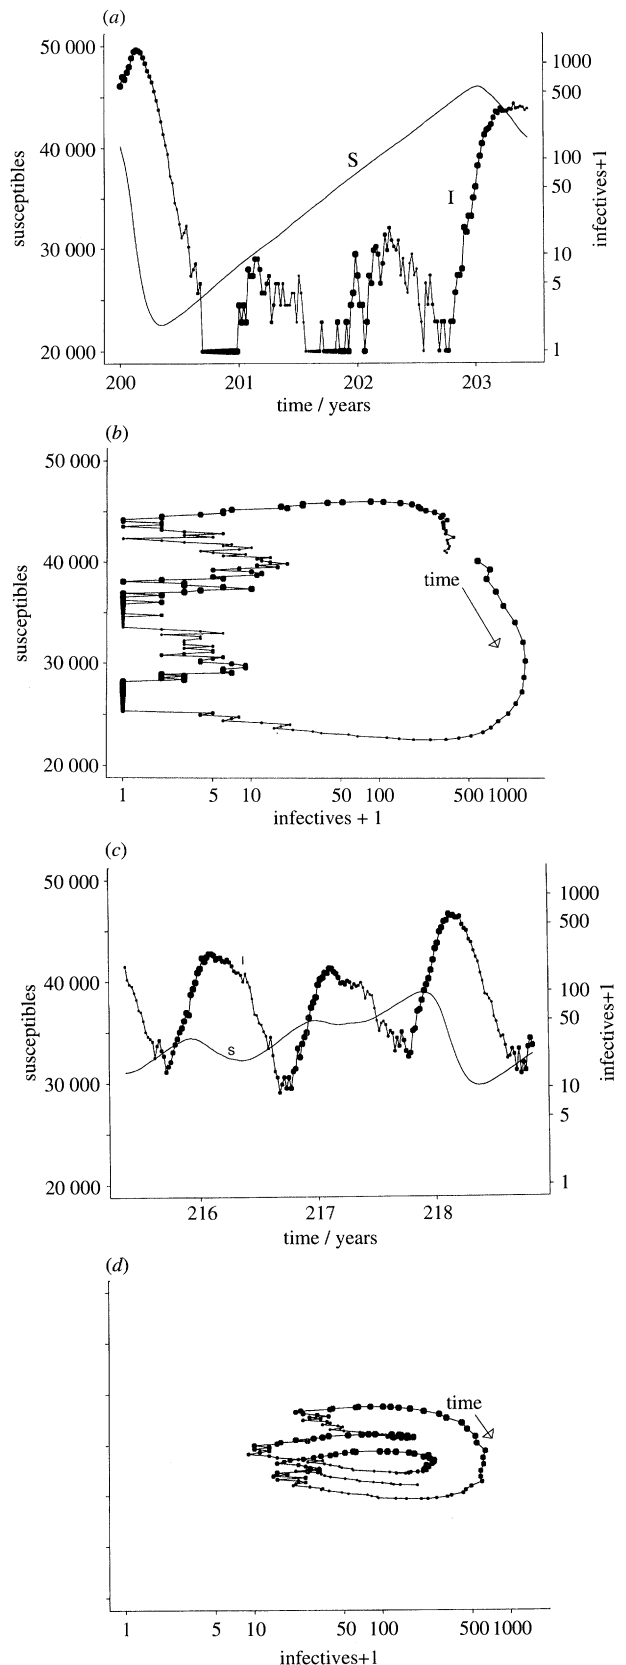 (a)
50 000
40 000
30 000
20 000
susceptibles
S
I
1000
500
100
50
10
5
1
infectives+1
200 201 202 203
time / years
(b)
50 000
40 000
30 000
20 000
susceptibles
time
1 5 10 50 100 500 1000
infectives + 1
(c)
50 000
40 000
30 000
20 000
susceptibles
I
S
1000
500
100
50
10
5
1
infectives+1
216 217 218
time / years
(d)
time
1 5 10 50 100 500 1000
infectives+1